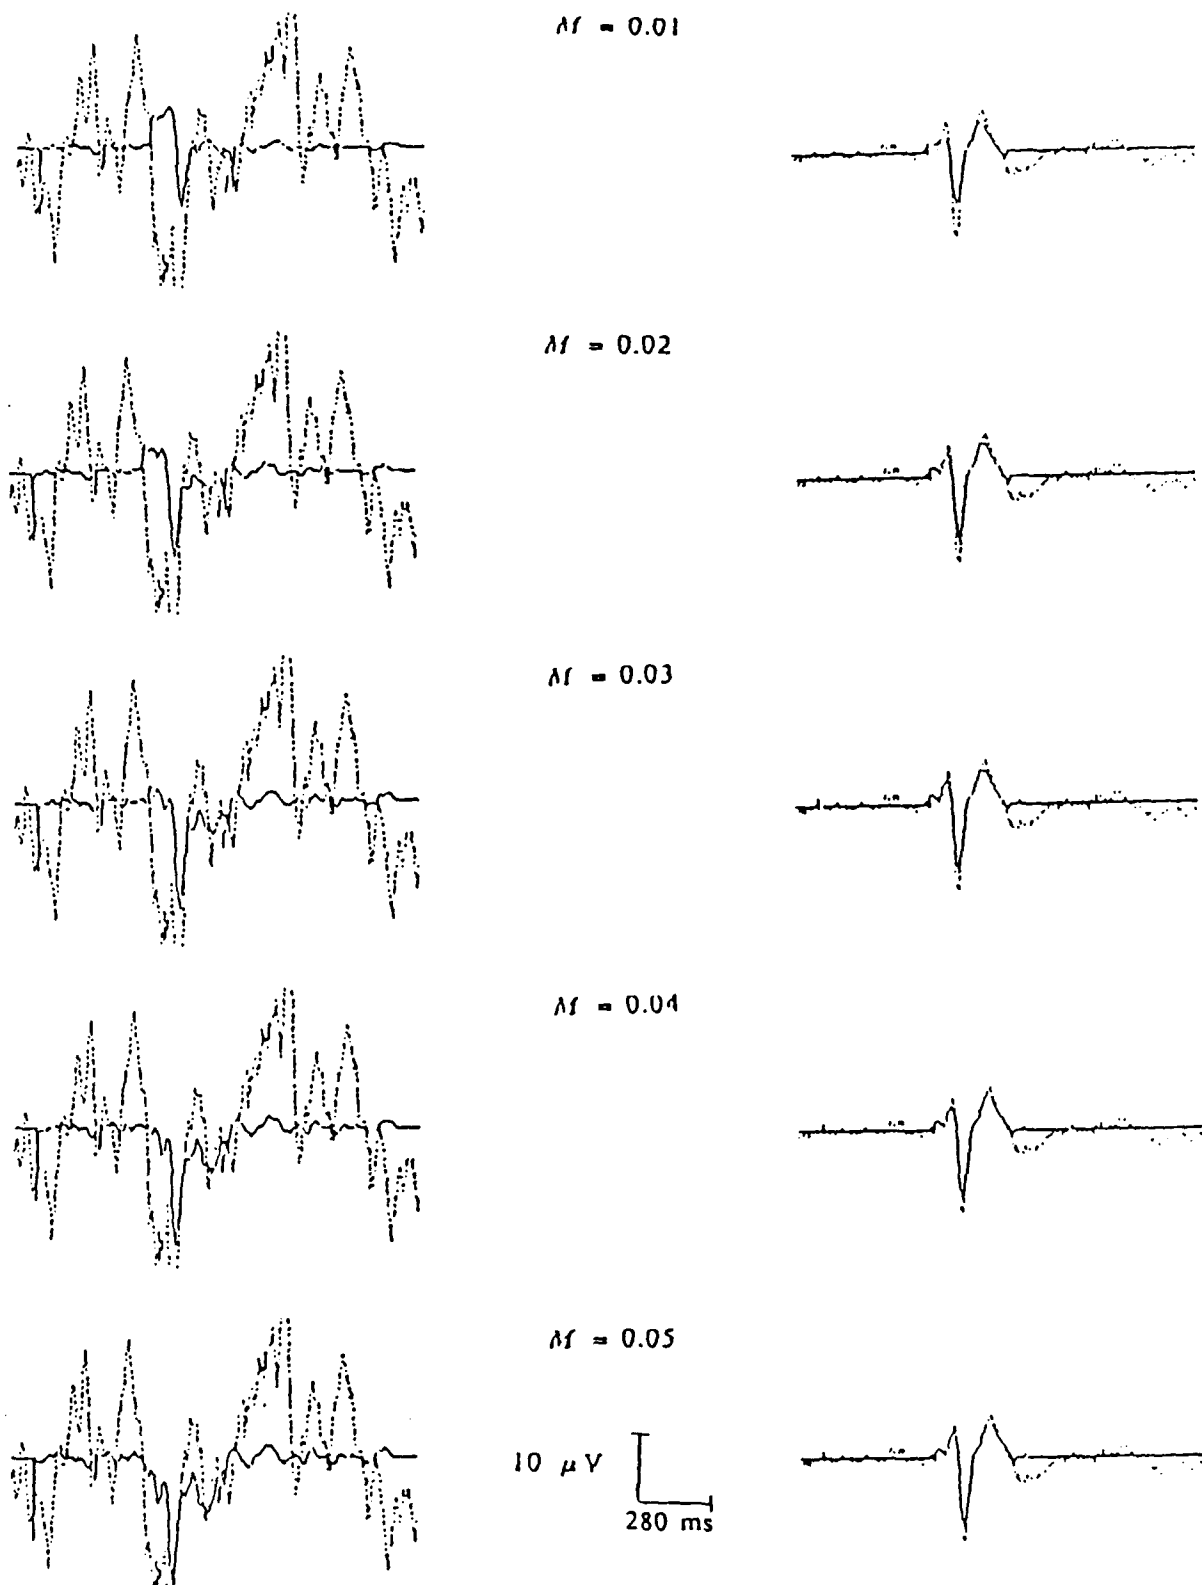 M = 0.01
M = 0.02
M = 0.03
M = 0.04
M = 0.05
10 μV
280 ms